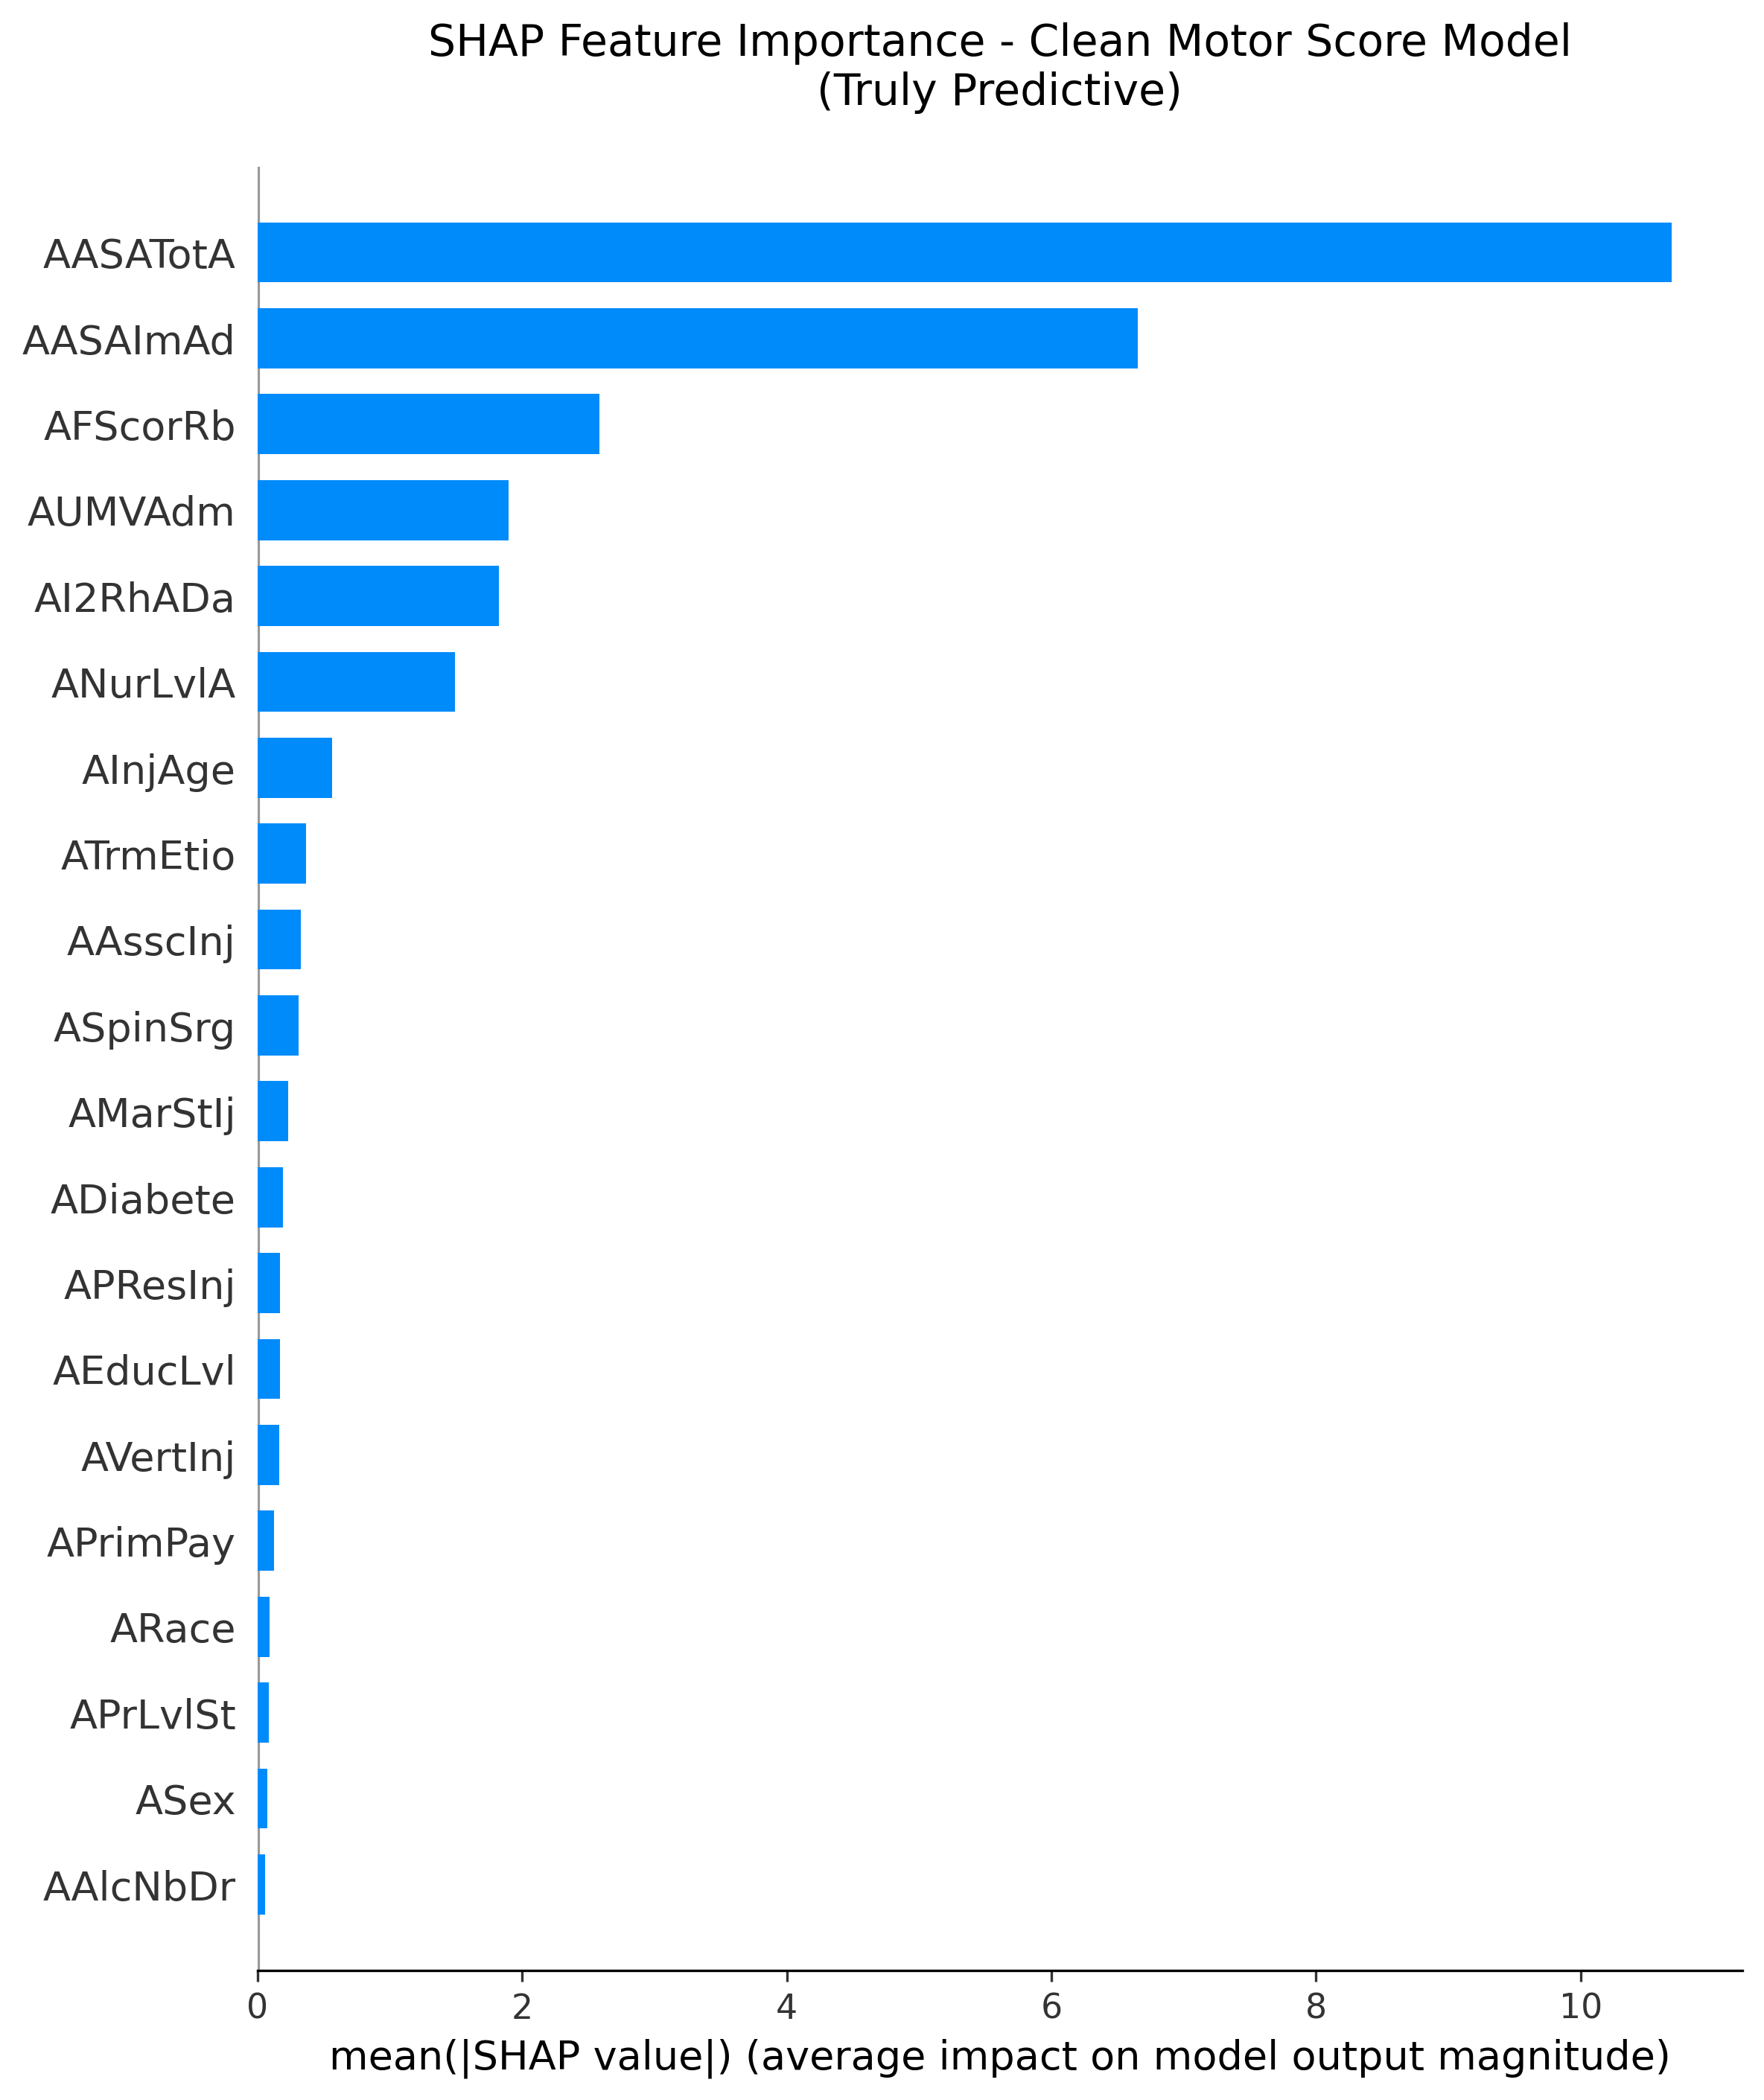 SHAP Feature Importance - Clean Motor Score Model
(Truly Predictive)
AASATotA
AASAImAd
AFScorRb
AUMVAdm
AI2RhADa
ANurLvlA
AInjAge
ATrmEtio
AAsscInj
ASpinSrg
AMarStIj
ADiabete
APResInj
AEducLvl
AVertInj
APrimPay
ARace
APrLvlSt
ASex
AAlcNbDr
0 2 4 6 8 10
mean(|SHAP value|) (average impact on model output magnitude)